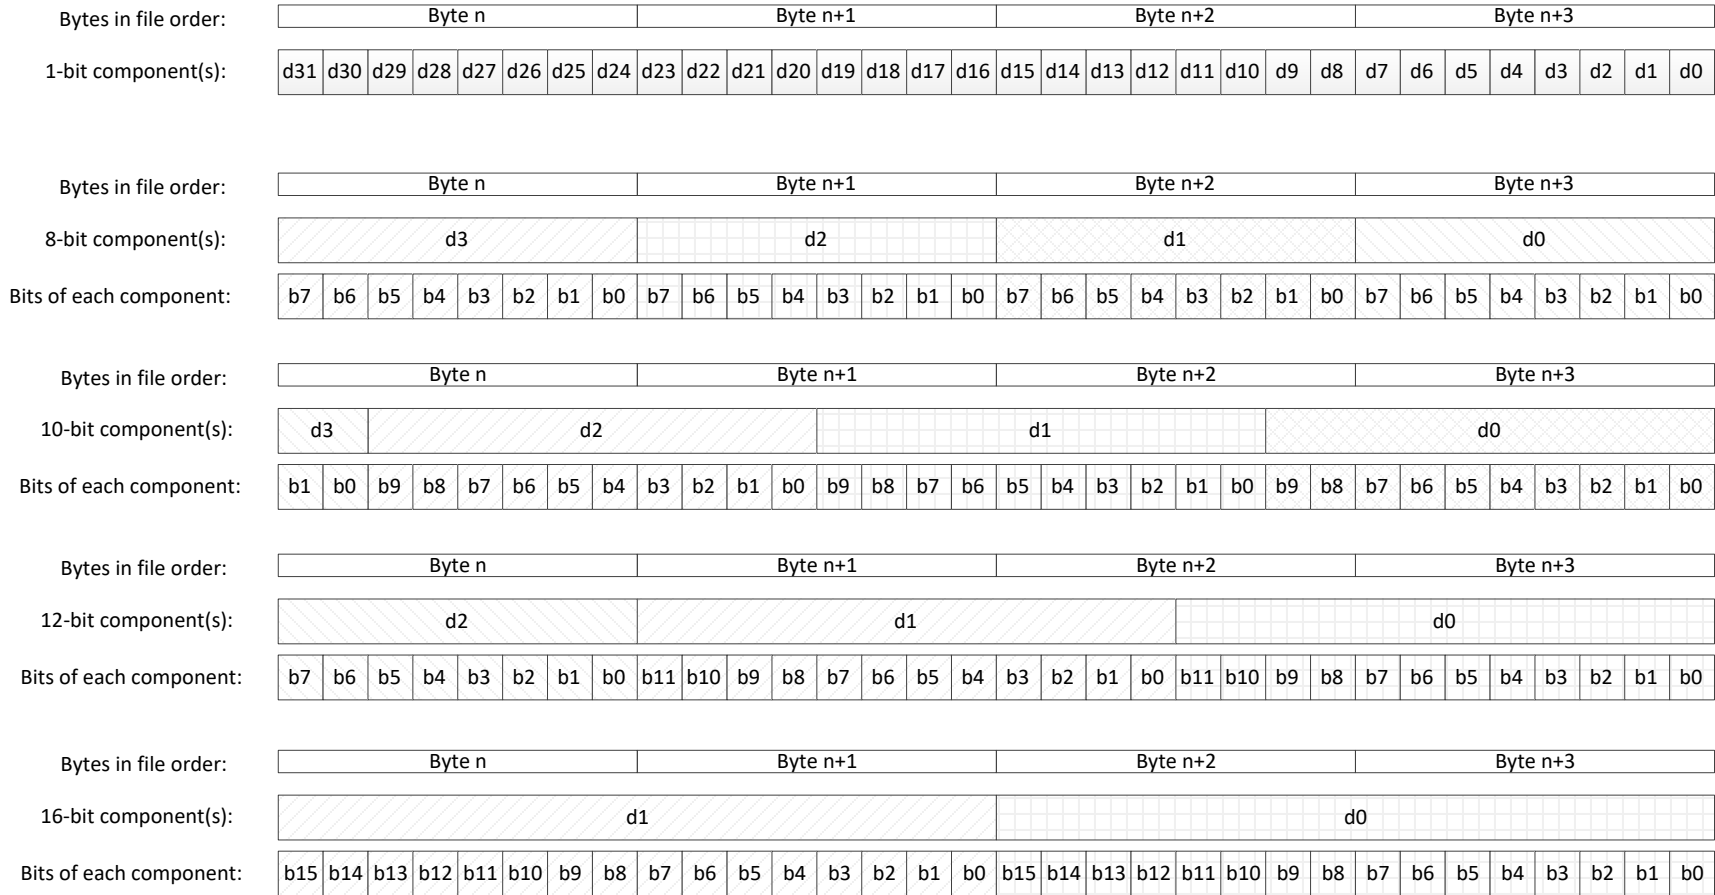 Bytes in file order: Byte n Byte n+1 Byte n+2 Byte n+3
1-bit component(s): d31 d30 d29 d28 d27 d26 d25 d24 d23 d22 d21 d20 d19 d18 d17 d16 d15 d14 d13 d12 d11 d10 d9 d8 d7 d6 d5 d4 d3 d2 d1 d0
Bytes in file order: Byte n Byte n+1 Byte n+2 Byte n+3
8-bit component(s): d3 d2 d1 d0
Bits of each component: b7 b6 b5 b4 b3 b2 b1 b0 b7 b6 b5 b4 b3 b2 b1 b0 b7 b6 b5 b4 b3 b2 b1 b0 b7 b6 b5 b4 b3 b2 b1 b0
Bytes in file order: Byte n Byte n+1 Byte n+2 Byte n+3
10-bit component(s): d3 d2 d1 d0
Bits of each component: b1 b0 b9 b8 b7 b6 b5 b4 b3 b2 b1 b0 b9 b8 b7 b6 b5 b4 b3 b2 b1 b0 b9 b8 b7 b6 b5 b4 b3 b2 b1 b0
Bytes in file order: Byte n Byte n+1 Byte n+2 Byte n+3
12-bit component(s): d2 d1 d0
Bits of each component: b7 b6 b5 b4 b3 b2 b1 b0 b11 b10 b9 b8 b7 b6 b5 b4 b3 b2 b1 b0 b11 b10 b9 b8 b7 b6 b5 b4 b3 b2 b1 b0
Bytes in file order: Byte n Byte n+1 Byte n+2 Byte n+3
16-bit component(s): d1 d0
Bits of each component: b15 b14 b13 b12 b11 b10 b9 b8 b7 b6 b5 b4 b3 b2 b1 b0 b15 b14 b13 b12 b11 b10 b9 b8 b7 b6 b5 b4 b3 b2 b1 b0